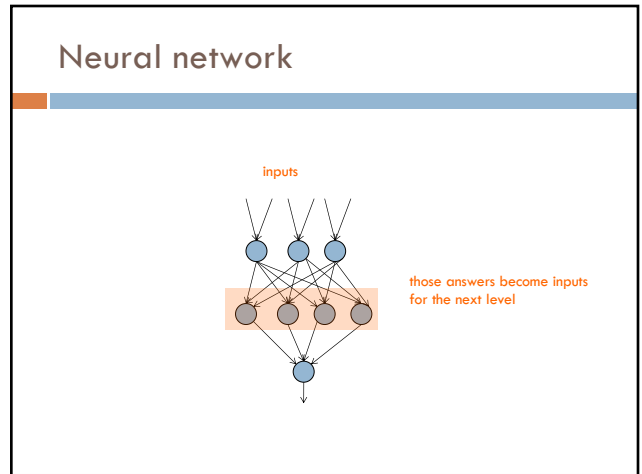 Neural network
inputs
those answers become inputs
for the next level